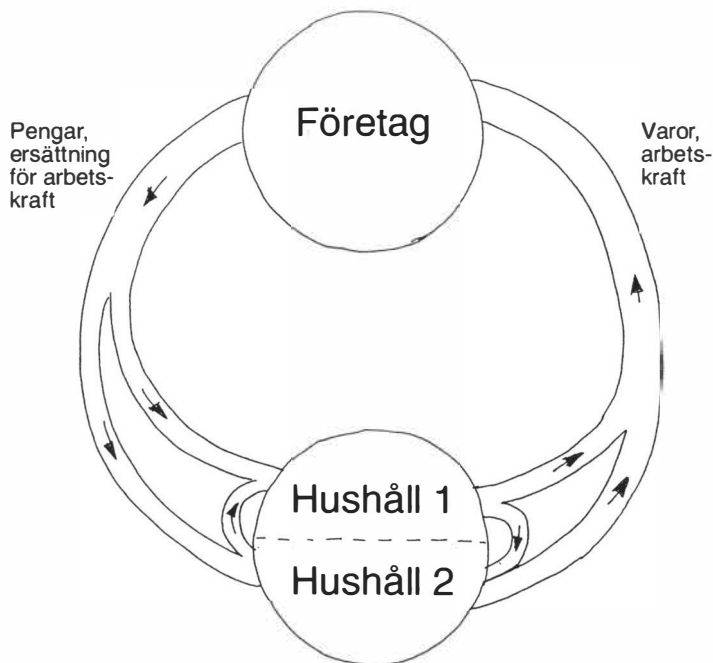 Företag
Pengar,
ersättning
för arbets-
kraft
Varor,
arbets-
kraft
Hushåll 1
Hushåll 2